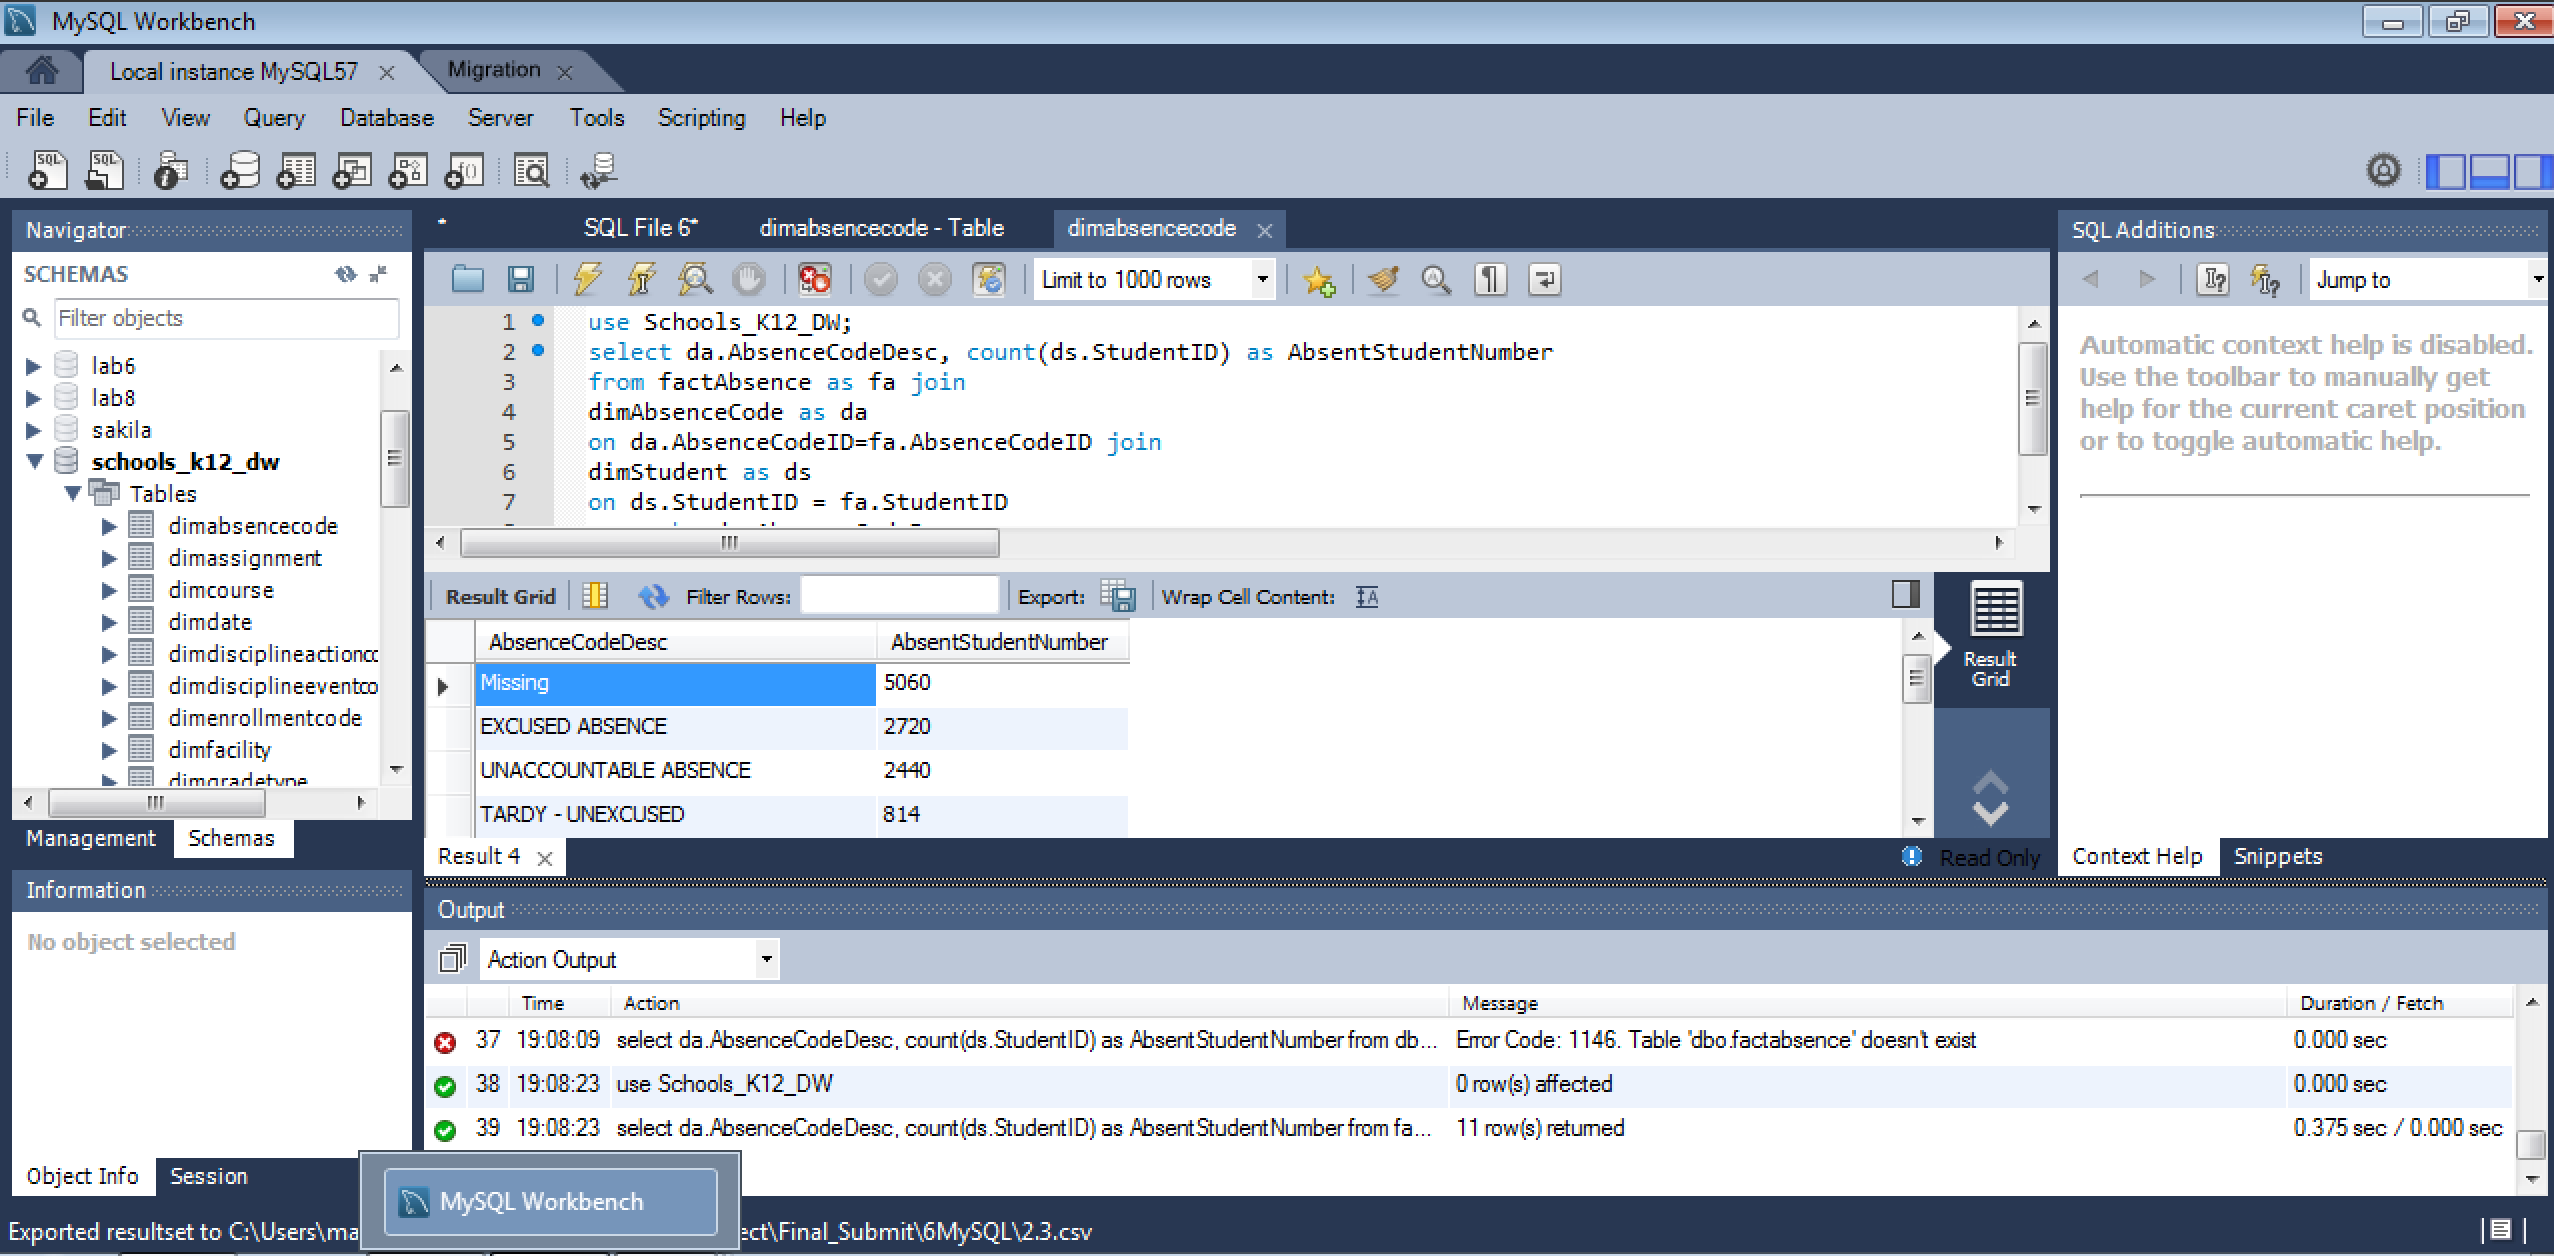 MySQL Workbench
Local instance MySQL57
Migration
File Edit View Query Database Server Tools Scripting Help
Navigator
SCHEMAS
Filter objects
lab6
lab8
sakila
schools_k12_dw
Tables
dimabsencecode
dimassignment
dimcourse
dimdate
dimdisciplineactionco
dimdisciplineeventco
dimenrollmentcode
dimfacility
dimgradetype
Management Schemas
Information
No object selected
Object Info Session
* SQL File 6* dimabsencecode - Table dimabsencecode
Limit to 1000 rows
1 use Schools_K12_DW;
2 select da.AbsenceCodeDesc, count(ds.StudentID) as AbsentStudentNumber
3 from factAbsence as fa join
4 dimAbsenceCode as da
5 on da.AbsenceCodeID=fa.AbsenceCodeID join
6 dimStudent as ds
7 on ds.StudentID = fa.StudentID
Result Grid Filter Rows: Export: Wrap Cell Content:
AbsenceCodeDesc AbsentStudentNumber
Missing 5060
EXCUSED ABSENCE 2720
UNACCOUNTABLE ABSENCE 2440
TARDY - UNEXCUSED 814
Result
Grid
Result 4
Read Only
SQL Additions
Jump to
Automatic context help is disabled.
Use the toolbar to manually get
help for the current caret position
or to toggle automatic help.
Context Help Snippets
Output
Action Output
Time Action Message Duration / Fetch
37 19:08:09 select da.AbsenceCodeDesc, count(ds.StudentID) as AbsentStudentNumber from db... Error Code: 1146. Table 'dbo.factabsence' doesn't exist 0.000 sec
38 19:08:23 use Schools_K12_DW 0 row(s) affected 0.000 sec
39 19:08:23 select da.AbsenceCodeDesc, count(ds.StudentID) as AbsentStudentNumber from fa... 11 row(s) returned 0.375 sec / 0.000 sec
MySQL Workbench
Exported resultset to C:\Users\ma ect\Final_Submit\6MySQL\2.3.csv